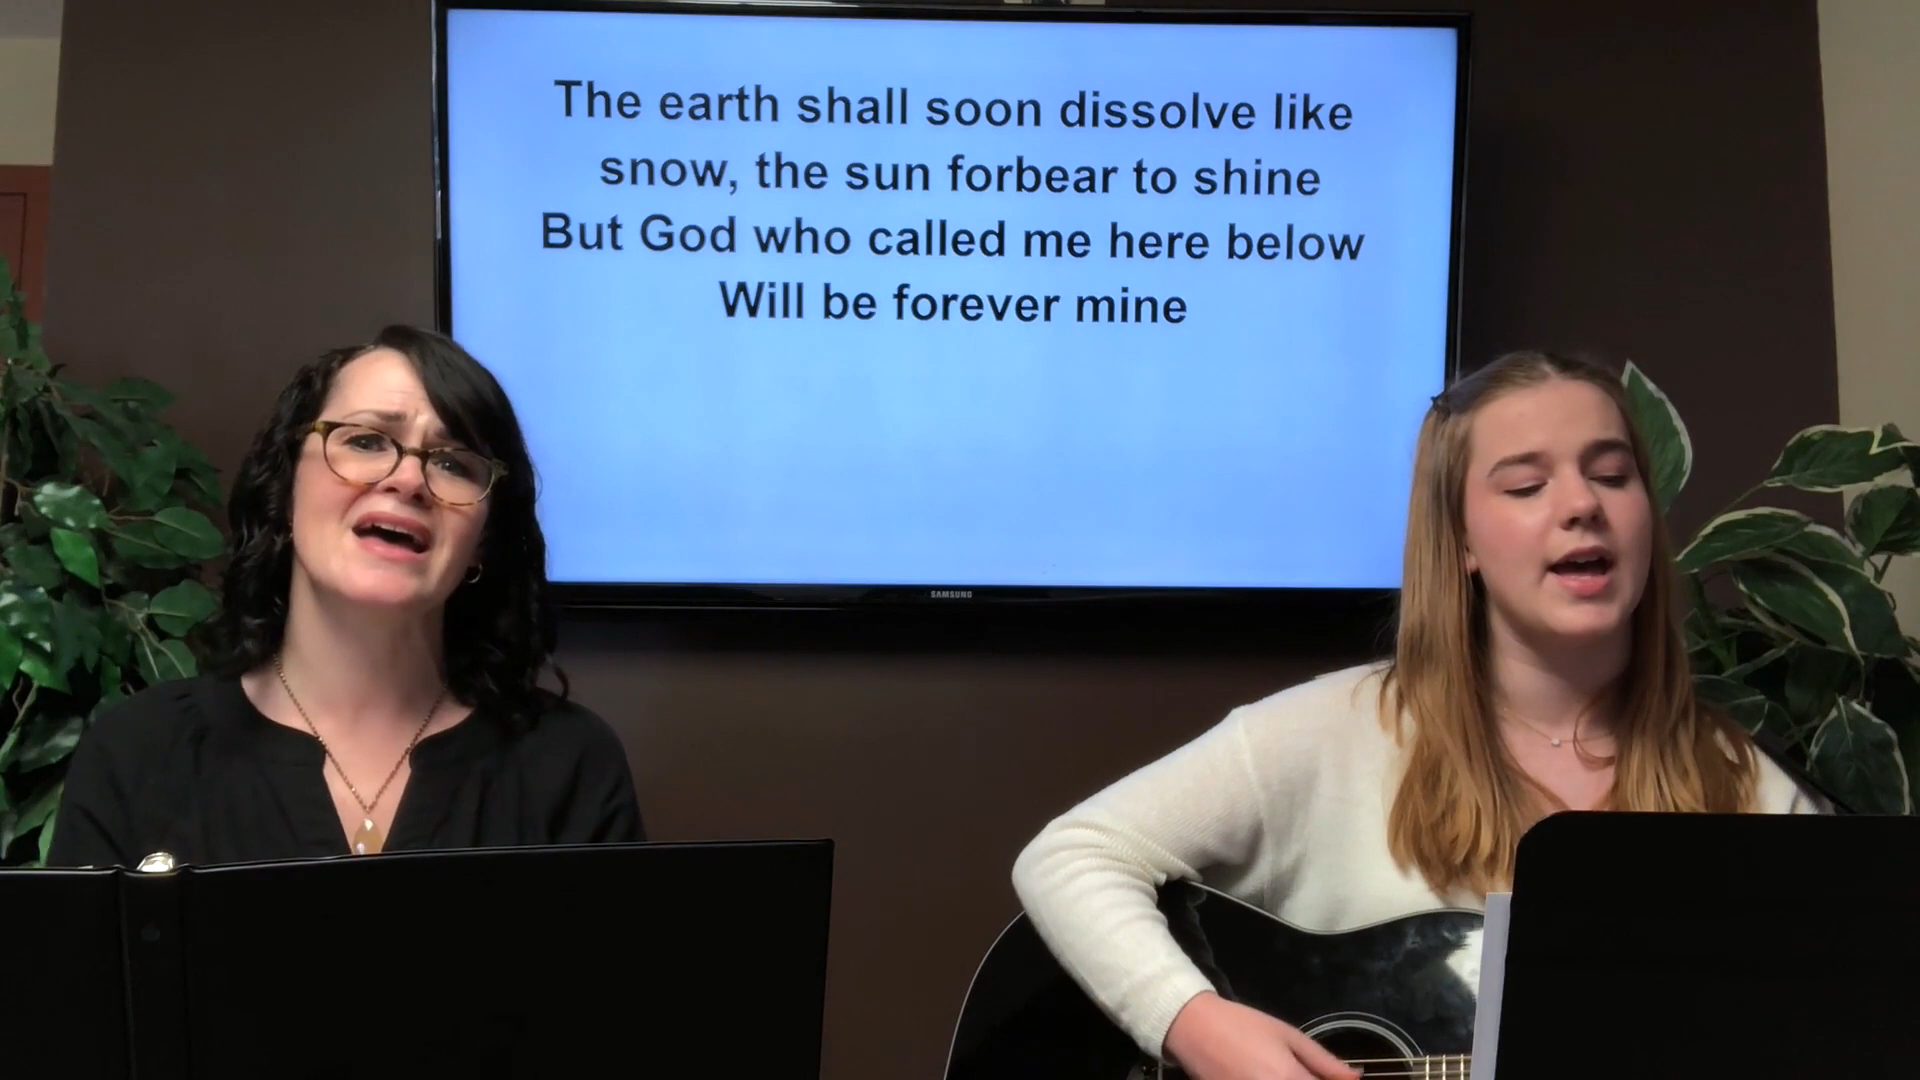 The earth shall soon dissolve like
snow, the sun forbear to shine
But God who called me here below
Will be forever mine
SAMSUNG